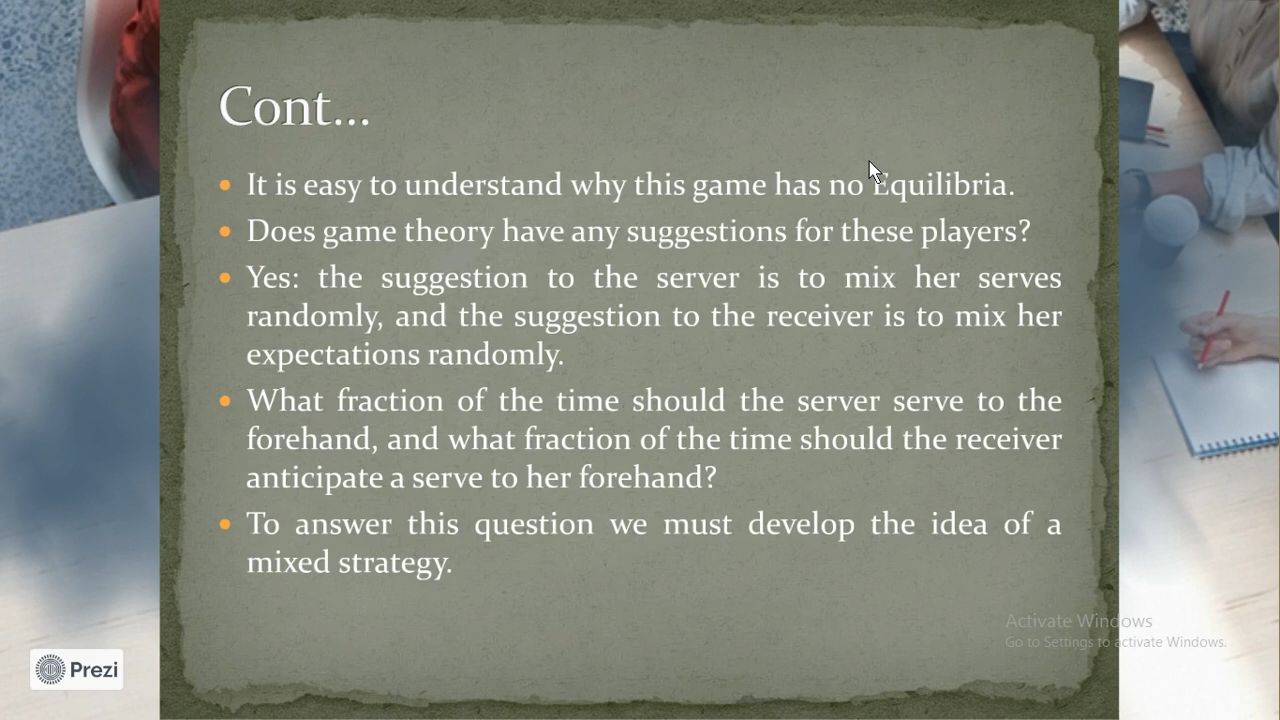 Cont...
It is easy to understand why this game has no Equilibria.
Does game theory have any suggestions for these players?
Yes: the suggestion to the server is to mix her serves
randomly, and the suggestion to the receiver is to mix her
expectations randomly.
What fraction of the time should the server serve to the
forehand, and what fraction of the time should the receiver
anticipate a serve to her forehand?
To answer this question we must develop the idea of a
mixed strategy.
Activate Windows
Go to Settings to activate Windows.
Prezi